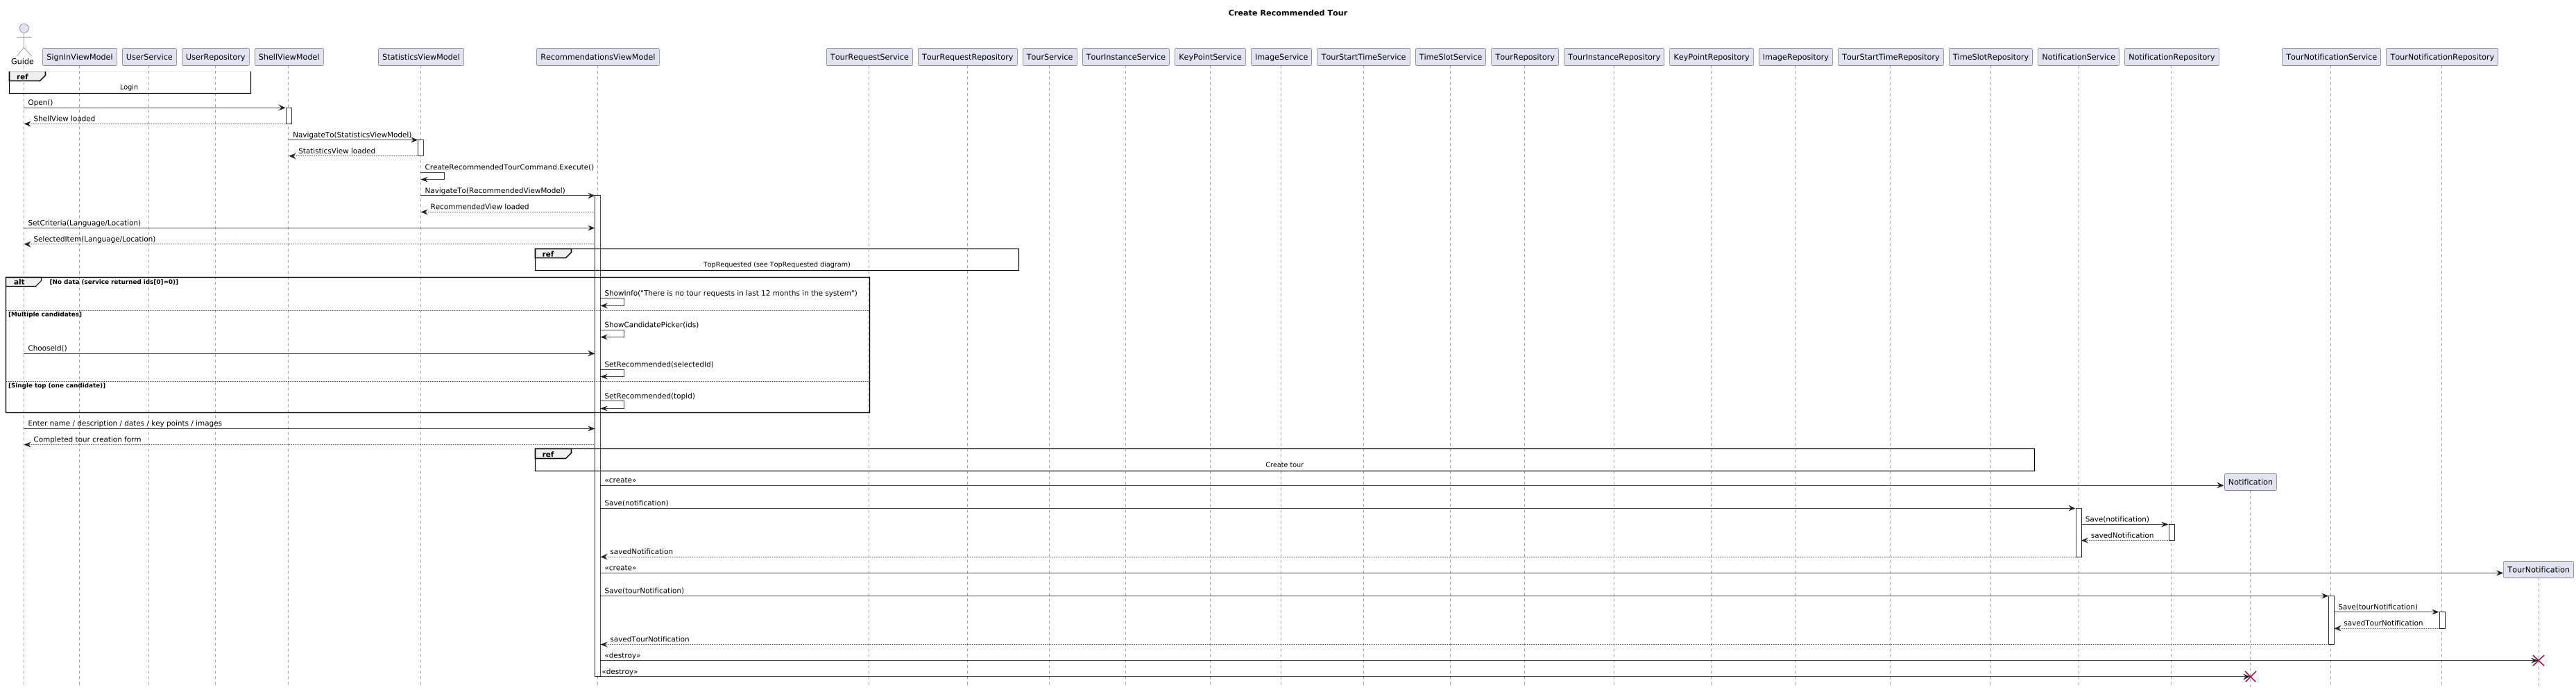 Create Recommended Tour
Guide
SignInViewModel
UserService
UserRepository
ShellViewModel
StatisticsViewModel
RecommendationsViewModel
TourRequestService
TourRequestRepository
TourService
TourInstanceService
KeyPointService
ImageService
TourStartTimeService
TimeSlotService
TourRepository
TourInstanceRepository
KeyPointRepository
ImageRepository
TourStartTimeRepository
TimeSlotRepository
NotificationService
NotificationRepository
TourNotificationService
TourNotificationRepository
ref
Login
Open()
ShellView loaded
NavigateTo(StatisticsViewModel)
StatisticsView loaded
CreateRecommendedTourCommand.Execute()
NavigateTo(RecommendedViewModel)
RecommendedView loaded
SetCriteria(Language/Location)
SelectedItem(Language/Location)
ref
TopRequested (see TopRequested diagram)
alt [No data (service returned ids[0]=0)]
ShowInfo("There is no tour requests in last 12 months in the system")
[Multiple candidates]
ShowCandidatePicker(ids)
ChooseId()
SetRecommended(selectedId)
[Single top (one candidate)]
SetRecommended(topId)
Enter name / description / dates / key points / images
Completed tour creation form
ref
Create tour
«create»
Notification
Save(notification)
Save(notification)
savedNotification
savedNotification
«create»
TourNotification
Save(tourNotification)
Save(tourNotification)
savedTourNotification
savedTourNotification
«destroy»
«destroy»